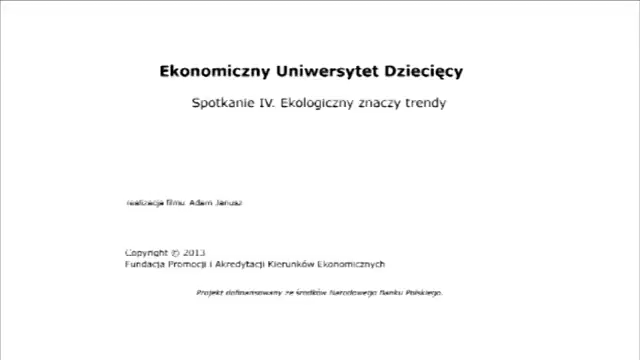 Ekonomiczny Uniwersytet Dziecięcy
Spotkanie IV. Ekologiczny znaczy trendy
realizacja filmu Adam Janusz
Copyright © 2013
Fundacja Promocji i Akredytacji Kierunków Ekonomicznych
Projekt dofinansowany ze środków Narodowego Banku Polskiego.